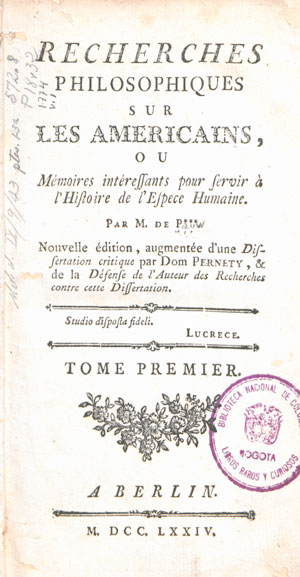 RECHERCHES
PHILOSOPHIQUES
SUR
LES AMERICAINS,
OU
Mémoires intéreſſants pour ſervir à
l'Hiſtoire de l'Eſpece Humaine.
PAR M. DE P***
Nouvelle édition, augmentée d'une Diſ-
ſertation critique par Dom PERNETY, &
de la Défenſe de l'Auteur des Recherches
contre cette Diſſertation.
Studio diſpoſta fideli.
LUCRECE.
TOME PREMIER.
BIBLIOTECA NACIONAL DE
BOGOTA
LIBROS RAROS Y CURIOSOS
A BERLIN.
M. DCC. LXXIV.